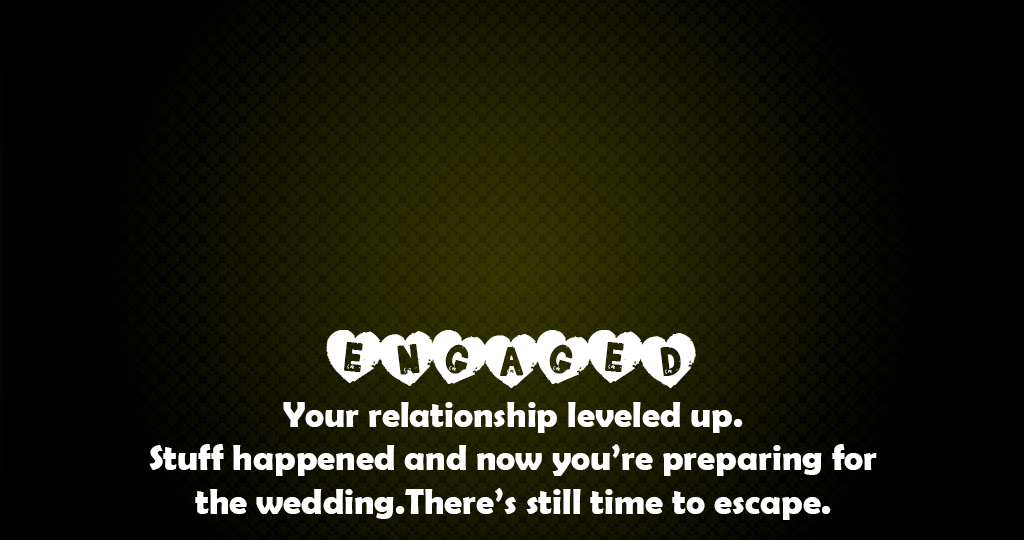 ENGAGED
Your relationship leveled up.
Stuff happened and now you’re preparing for
the wedding.There’s still time to escape.